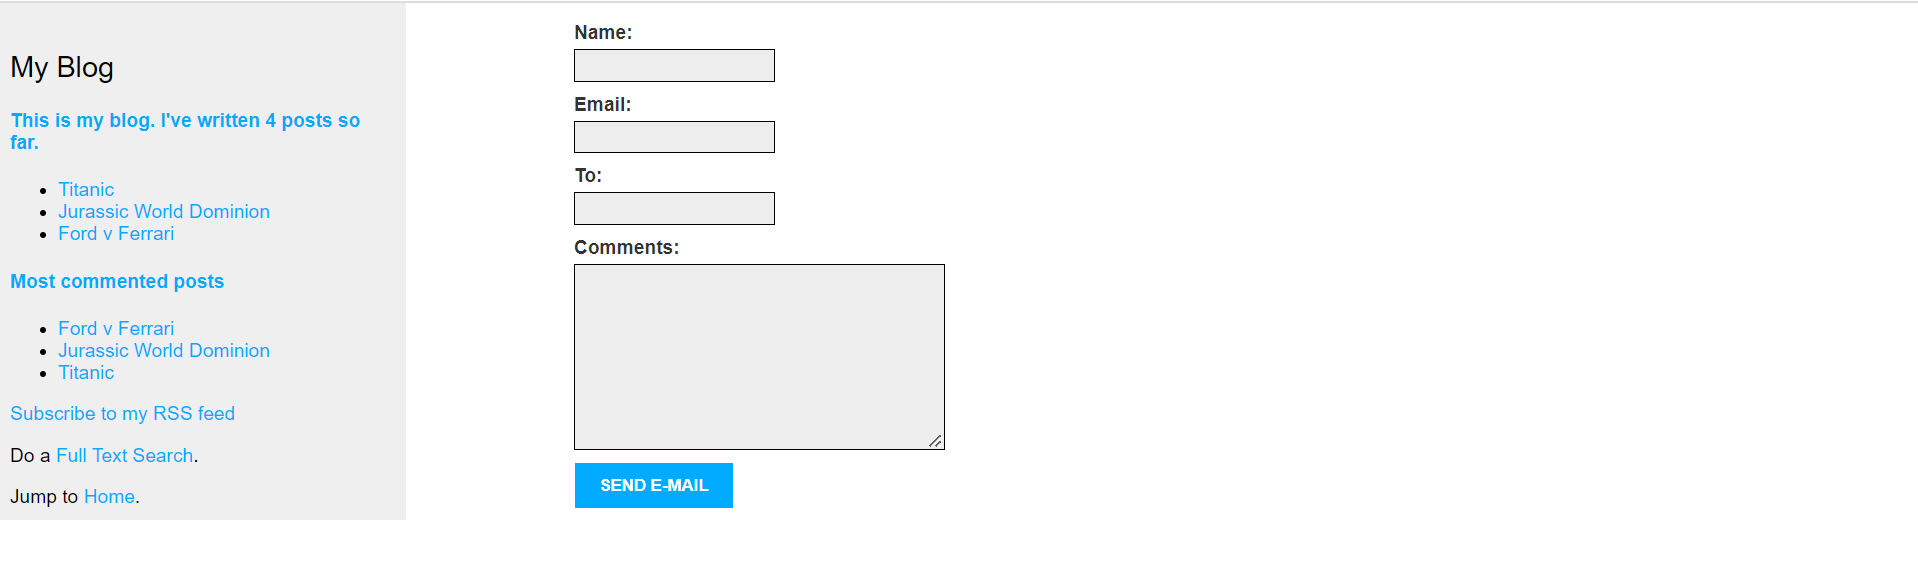 My Blog
This is my blog. I've written 4 posts so
far.
Titanic
Jurassic World Dominion
Ford v Ferrari
Most commented posts
Ford v Ferrari
Jurassic World Dominion
Titanic
Subscribe to my RSS feed
Do a Full Text Search.
Jump to Home.
Name:
Email:
To:
Comments:
SEND E-MAIL